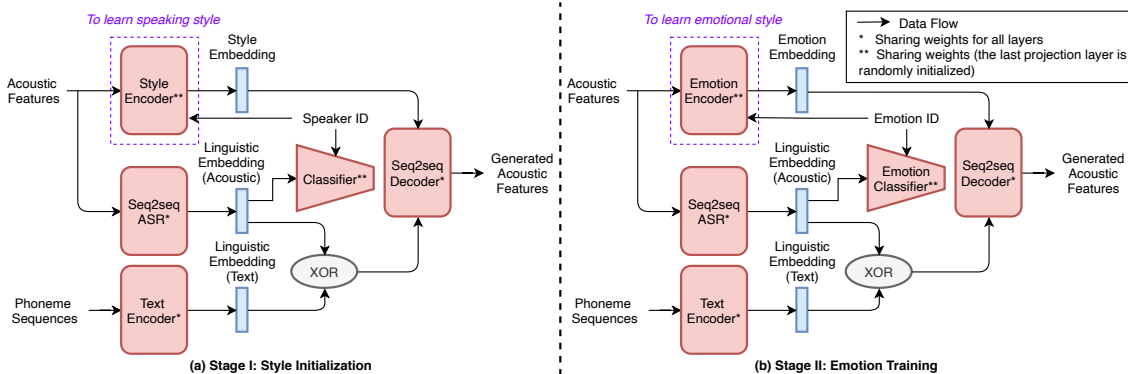 To learn speaking style
Style
Embedding
Acoustic
Features
Style
Encoder**
Speaker ID
Linguistic
Embedding
(Acoustic)
Classifier**
Seq2seq
Decoder*
Generated
Acoustic
Features
Seq2seq
ASR*
Linguistic
Embedding
(Text)
XOR
Phoneme
Sequences
Text
Encoder*
(a) Stage I: Style Initialization
To learn emotional style
Emotion
Embedding
Data Flow
* Sharing weights for all layers
** Sharing weights (the last projection layer is
randomly initialized)
Acoustic
Features
Emotion
Encoder**
Emotion ID
Linguistic
Embedding
(Acoustic)
Emotion
Classifier**
Seq2seq
Decoder*
Generated
Acoustic
Features
Seq2seq
ASR*
Linguistic
Embedding
(Text)
XOR
Phoneme
Sequences
Text
Encoder*
(b) Stage II: Emotion Training